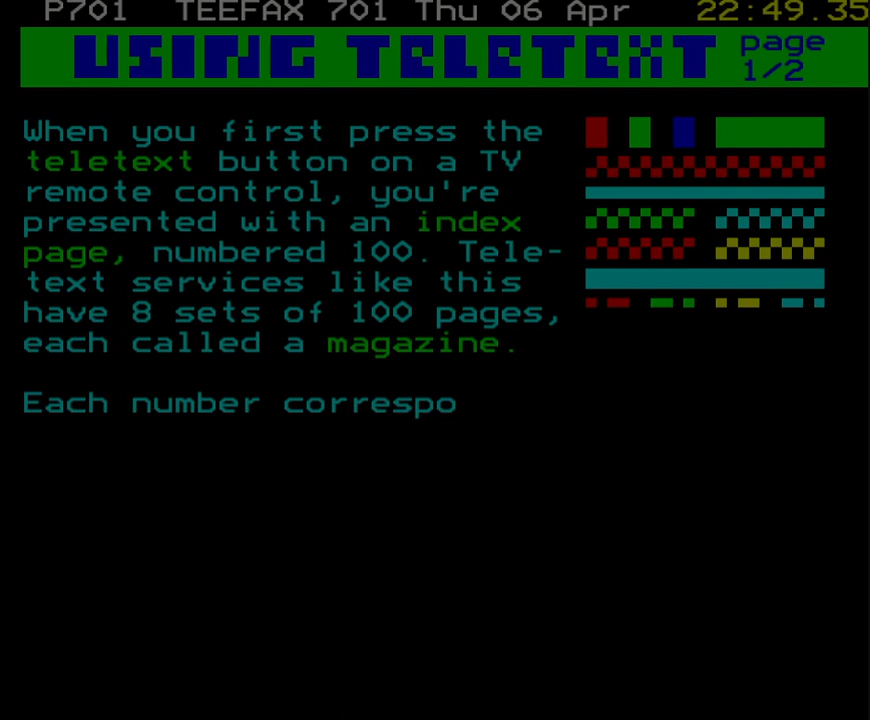 P701 TEEFAX 701 Thu 06 Apr 22:49.35
USING TELETEXT page
1/2
When you first press the
teletext button on a TV
remote control, you're
presented with an index
page, numbered 100. Tele-
text services like this
have 8 sets of 100 pages,
each called a magazine.
Each number correspo